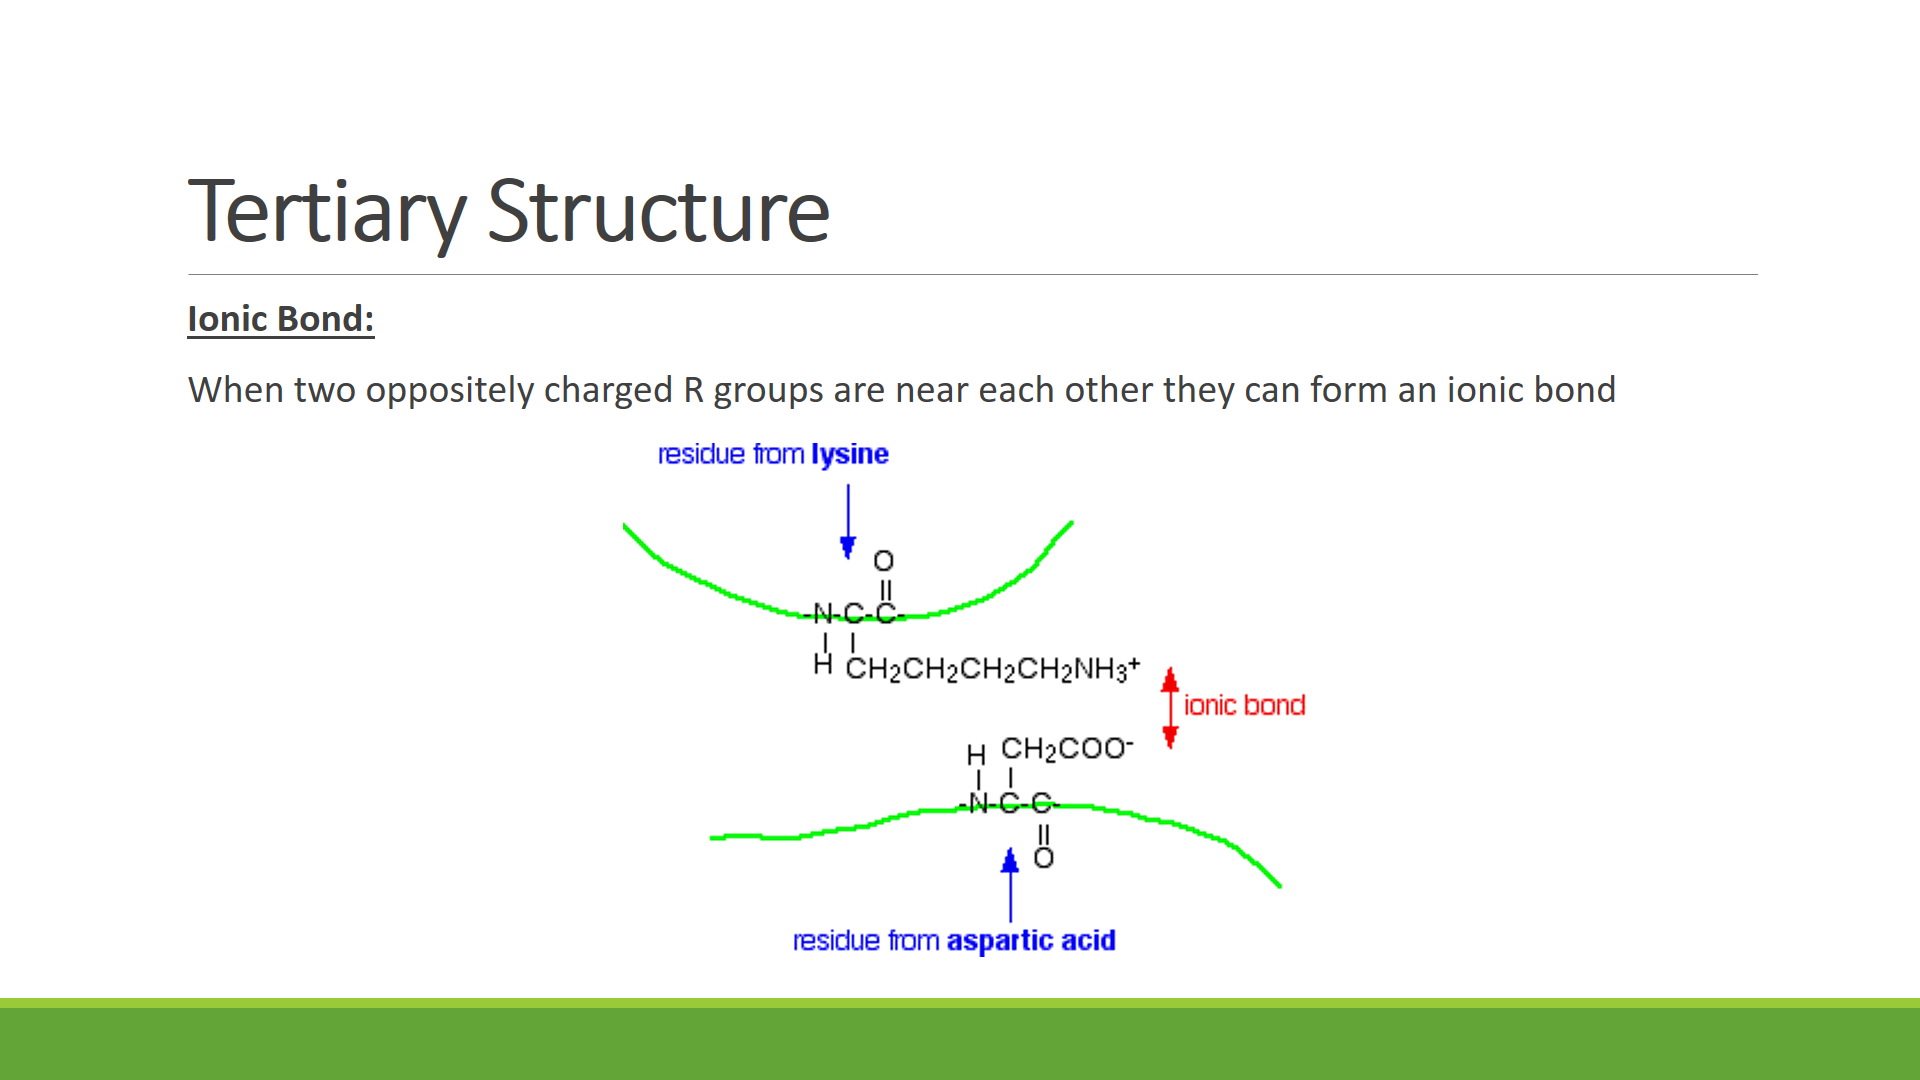 Tertiary Structure
Ionic Bond:
When two oppositely charged R groups are near each other they can form an ionic bond
residue from lysine
O
-N-C-C-
H CH₂CH₂CH₂CH₂NH₃⁺
ionic bond
H CH₂COO⁻
-N-C-C-
O
residue from aspartic acid